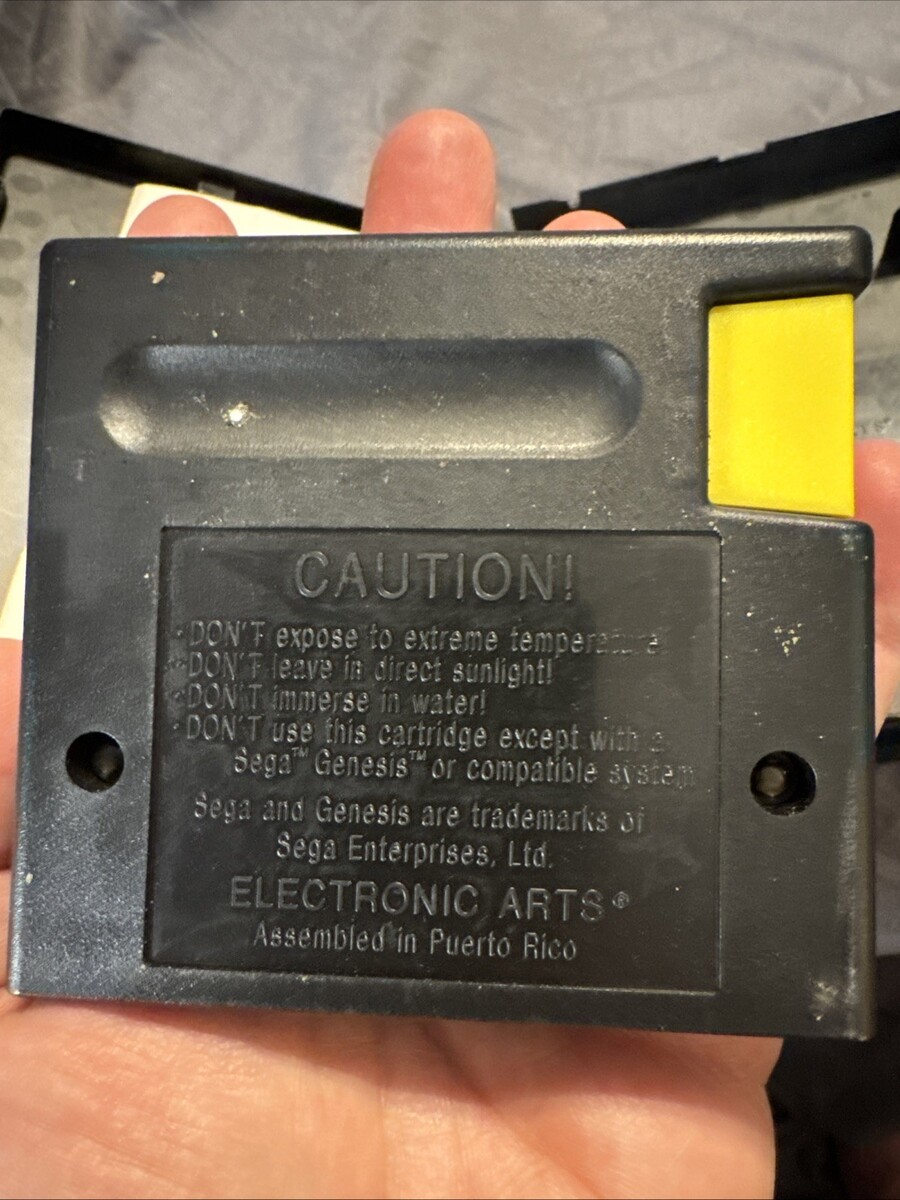 CAUTION!
·DON'T expose to extreme temperature!
·DON'T leave in direct sunlight!
·DON'T immerse in water!
·DON'T use this cartridge except with a
Sega™ Genesis™ or compatible system
Sega and Genesis are trademarks of
Sega Enterprises, Ltd.
ELECTRONIC ARTS®
Assembled in Puerto Rico